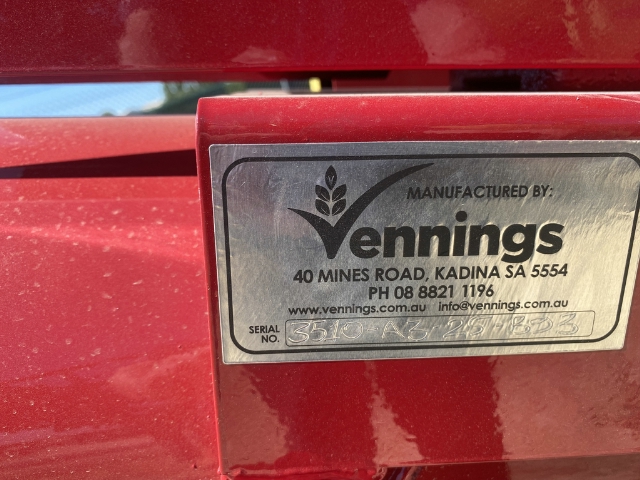 MANUFACTURED BY:
Vennings
40 MINES ROAD, KADINA SA 5554
PH 08 8821 1196
www.vennings.com.au info@vennings.com.au
SERIAL
NO.